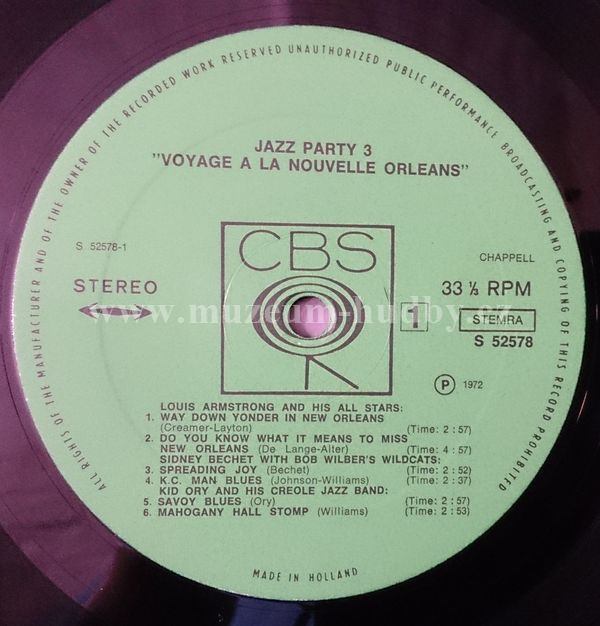 ALL RIGHTS OF THE MANUFACTURER AND OF THE OWNER OF THE RECORDED WORK RESERVED UNAUTHORIZED PUBLIC PERFORMANCE BROADCASTING AND COPYING OF THIS RECORD PROHIBITED
JAZZ PARTY 3
"VOYAGE A LA NOUVELLE ORLEANS"
CBS
S 52578-1
CHAPPELL
STEREO
33 ⅓ RPM
www.muzeum-hudby.cz
1
STEMRA
S 52578
Ⓟ 1972
LOUIS ARMSTRONG AND HIS ALL STARS:
1. WAY DOWN YONDER IN NEW ORLEANS
(Creamer-Layton) (Time: 2 : 57)
2. DO YOU KNOW WHAT IT MEANS TO MISS
NEW ORLEANS (De Lange-Alter) (Time: 4 : 57)
SIDNEY BECHET WITH BOB WILBER'S WILDCATS:
3. SPREADING JOY (Bechet) (Time: 2 : 52)
4. K.C. MAN BLUES (Johnson-Williams) (Time: 2 : 37)
KID ORY AND HIS CREOLE JAZZ BAND:
5. SAVOY BLUES (Ory) (Time: 2 : 57)
6. MAHOGANY HALL STOMP (Williams) (Time: 2 : 53)
MADE IN HOLLAND